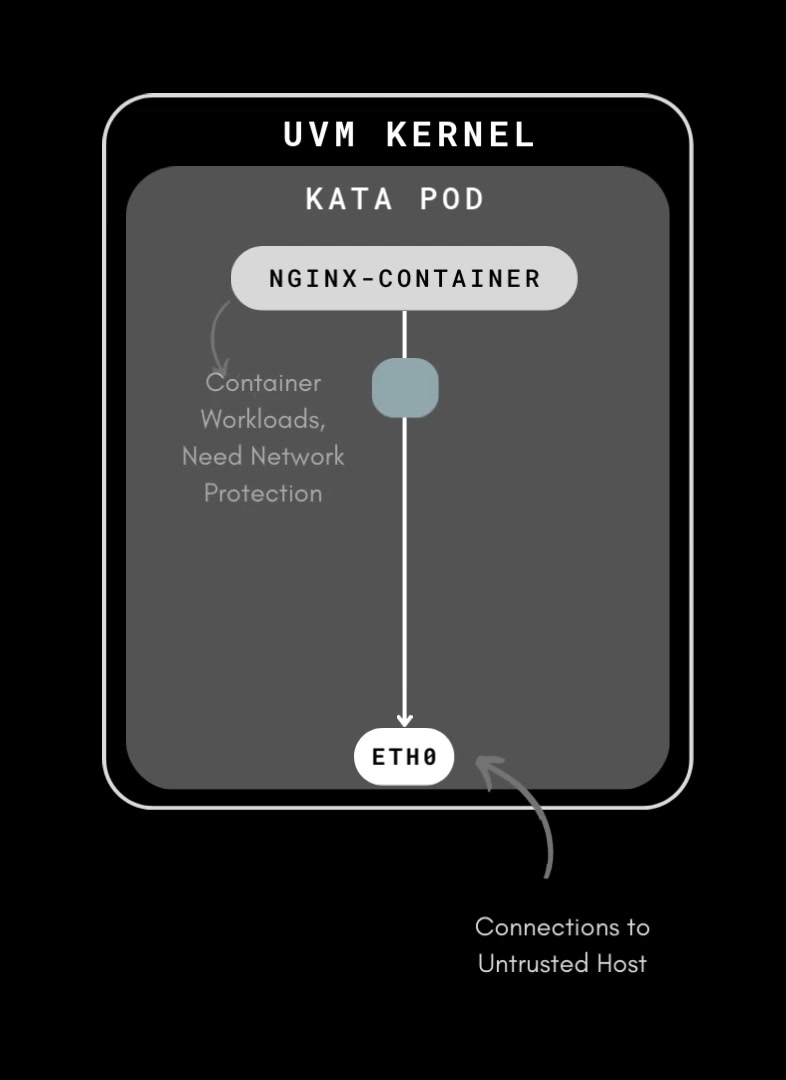 UVM KERNEL
KATA POD
NGINX-CONTAINER
Container
Workloads,
Need Network
Protection
ETH0
Connections to
Untrusted Host